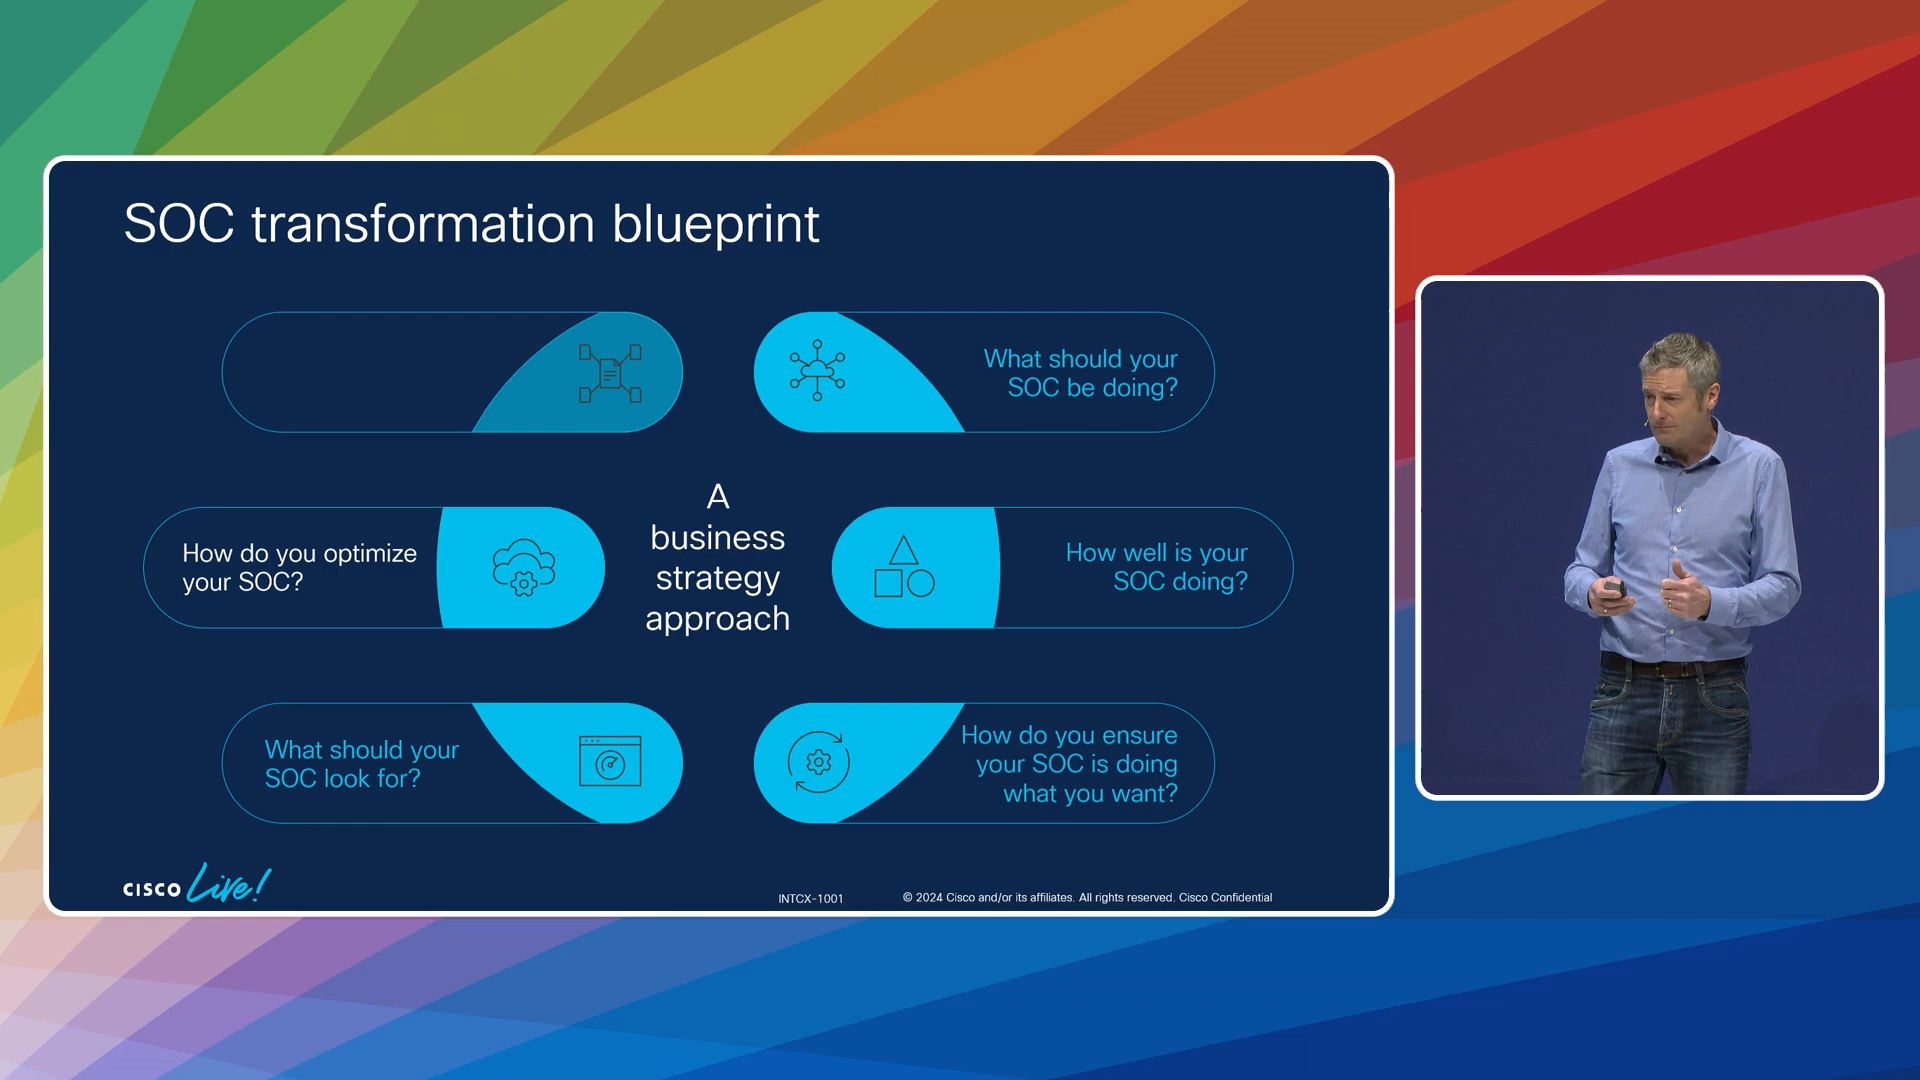 SOC transformation blueprint
What should your
SOC be doing?
How do you optimize
your SOC?
A
business
strategy
approach
How well is your
SOC doing?
What should your
SOC look for?
How do you ensure
your SOC is doing
what you want?
CISCO Live!
INTCX-1001
© 2024 Cisco and/or its affiliates. All rights reserved. Cisco Confidential